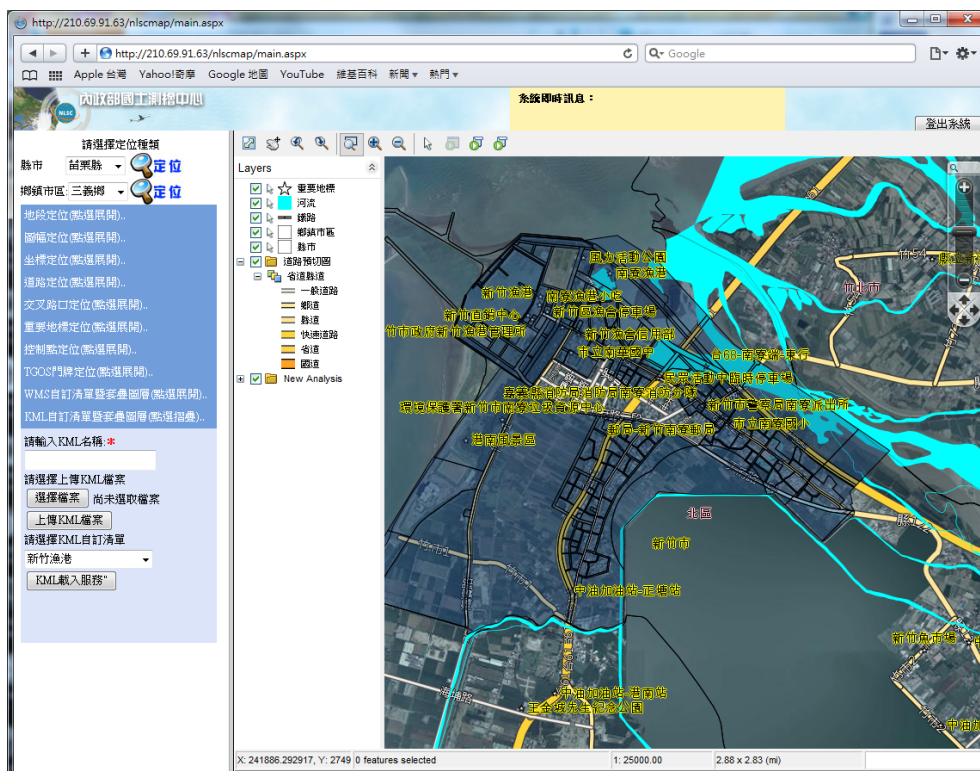 http://210.69.91.63/nlscmap/main.aspx
http://210.69.91.63/nlscmap/main.aspx
Google
Apple 台灣 Yahoo!奇摩 Google 地圖 YouTube 維基百科 新聞 熱門
NLSC 內政部國土測繪中心
系統即時訊息：
登出系統
請選擇定位種類
縣市 苗栗縣 定位
鄉鎮市區: 三義鄉 定位
地段定位(點選展開)..
圖幅定位(點選展開)..
坐標定位(點選展開)..
道路定位(點選展開)..
交叉路口定位(點選展開)..
重要地標定位(點選展開)..
控制點定位(點選展開)..
TGOS門牌定位(點選展開)..
WMS自訂清單暨套疊圖層(點選展開)..
KML自訂清單暨套疊圖層(點選摺疊)..
請輸入KML名稱:*
請選擇上傳KML檔案
選擇檔案 尚未選取檔案
上傳KML檔案
請選擇KML自訂清單
新竹漁港
KML載入服務"
Layers
重要地標
河流
鐵路
鄉鎮市區
縣市
道路預切圖
省道縣道
一般道路
鄉道
縣道
快速道路
省道
國道
New Analysis
風力活動公園
南寮漁港
新竹漁港
南寮漁港小吃
新竹區漁會停車場
新竹直銷中心
竹市政府新竹漁港管理所
新竹漁會信用部
市立南華國中
台68-南寮端-東行
民眾活動中臨時停車場
嘉義縣消防局消防局南寮消防分隊
環境保護署新竹市南寮垃圾資源中心
新竹市警察局南寮派出所
郵局-新竹南寮郵局
市立南寮國小
港南風景區
竹北市
竹54
北區
新竹市
中油加油站-正塘站
新竹魚市場
中油加油站-港南站
港埔路
X: 241886.292917, Y: 2749 0 features selected
1: 25000.00
2.88 x 2.83 (mi)